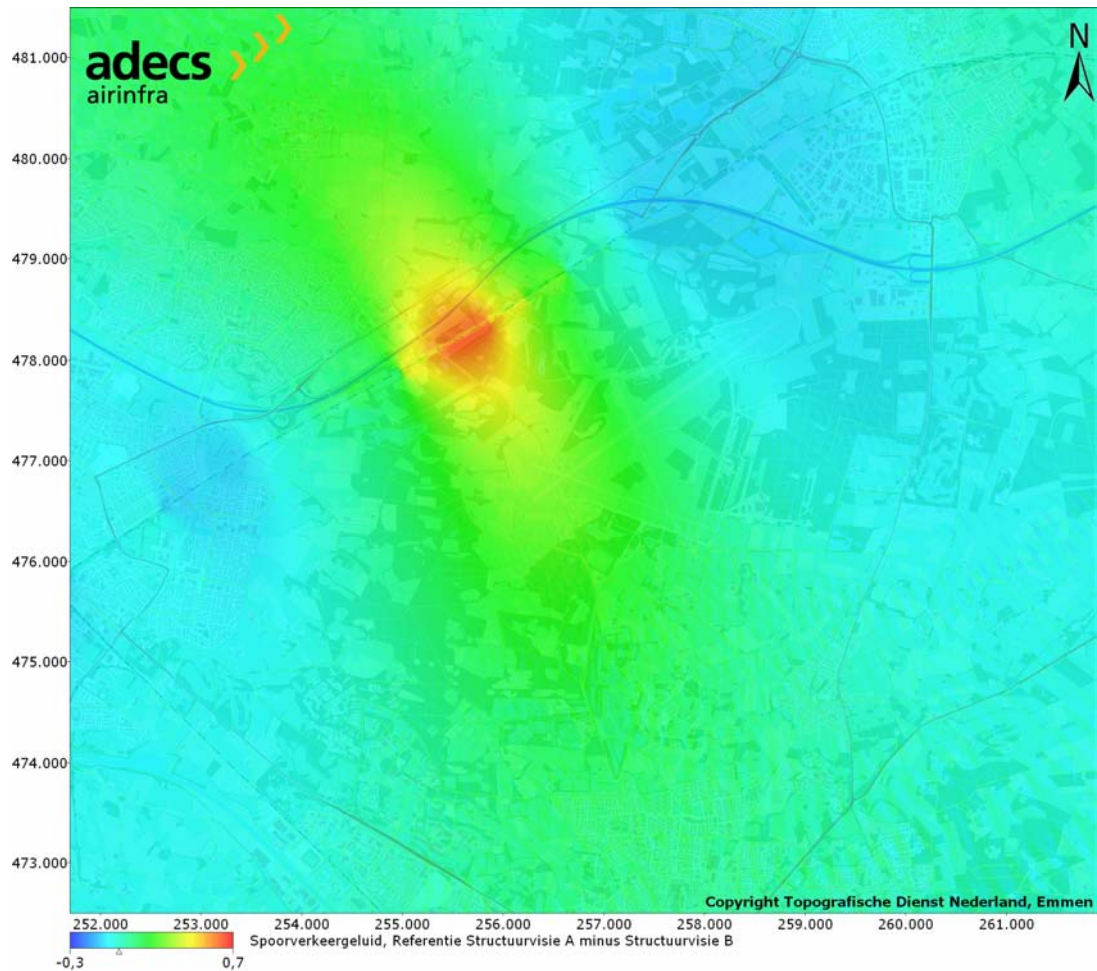 adecs
airinfra
N
481.000
480.000
479.000
478.000
477.000
476.000
475.000
474.000
473.000
Copyright Topografische Dienst Nederland, Emmen
252.000 253.000 254.000 255.000 256.000 257.000 258.000 259.000 260.000 261.000
Spoorverkeergeluid, Referentie Structuurvisie A minus Structuurvisie B
-0,3 0,7